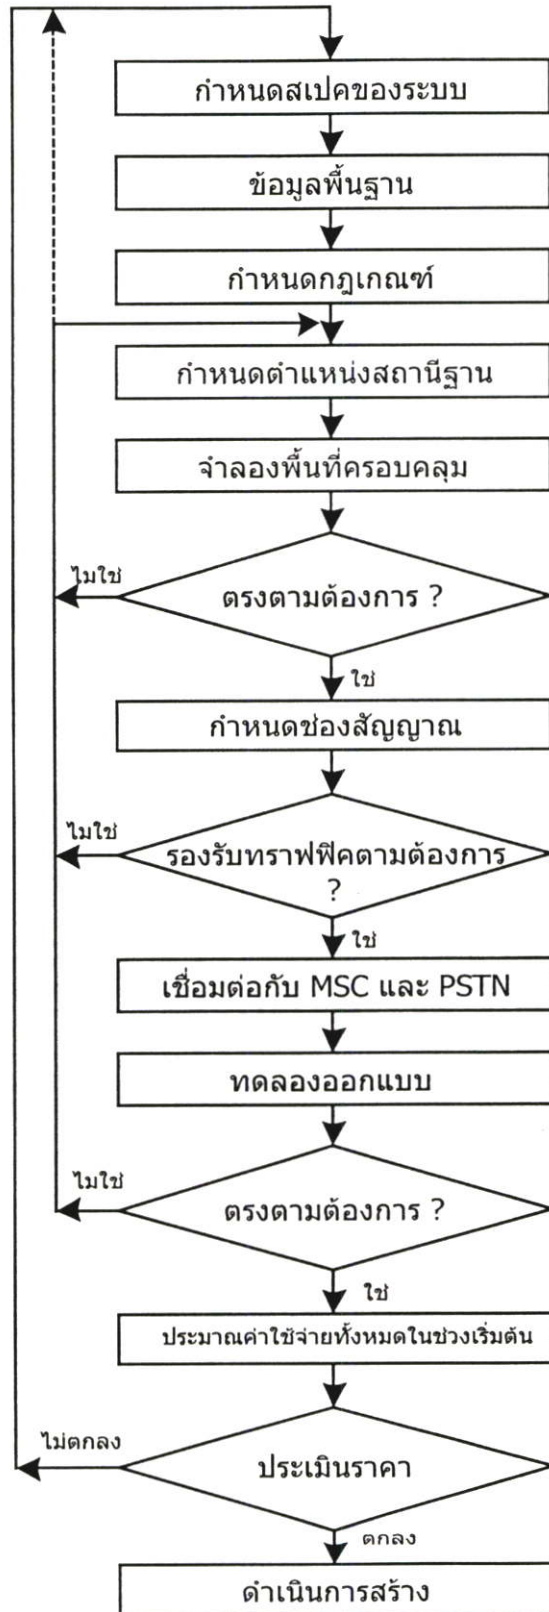 กำหนดสเปคของระบบ
ข้อมูลพื้นฐาน
กำหนดกฎเกณฑ์
กำหนดตำแหน่งสถานีฐาน
จำลองพื้นที่ครอบคลุม
ไม่ใช่
ตรงตามต้องการ ?
ใช่
กำหนดช่องสัญญาณ
ไม่ใช่
รองรับทราฟฟิคตามต้องการ
?
ใช่
เชื่อมต่อกับ MSC และ PSTN
ทดลองออกแบบ
ไม่ใช่
ตรงตามต้องการ ?
ใช่
ประมาณค่าใช้จ่ายทั้งหมดในช่วงเริ่มต้น
ไม่ตกลง
ประเมินราคา
ตกลง
ดำเนินการสร้าง